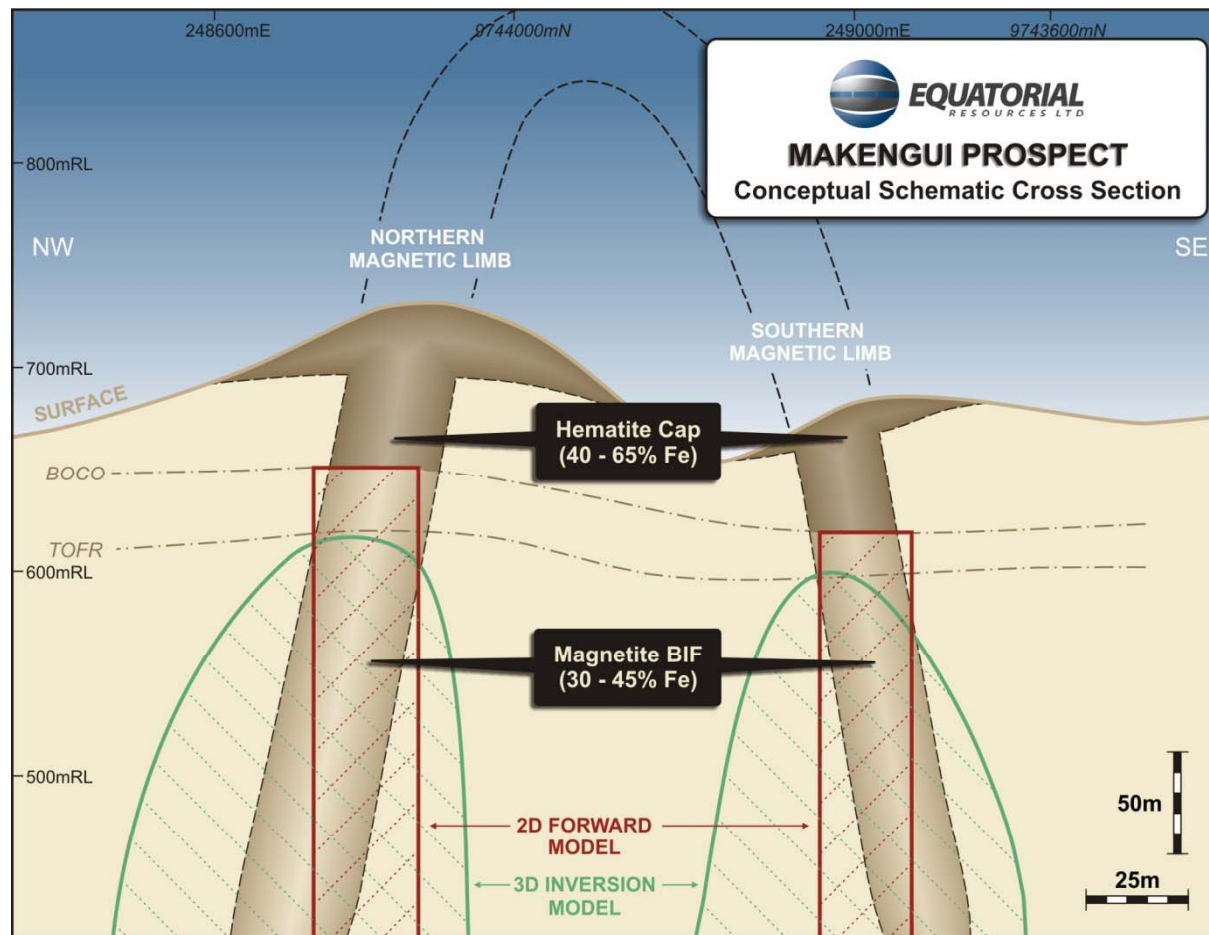 248600mE
9744000mN
249000mE
9743600mN
EQUATORIAL
RESOURCES LTD
MAKENGUI PROSPECT
Conceptual Schematic Cross Section
800mRL
NW
NORTHERN
MAGNETIC LIMB
SE
SOUTHERN
MAGNETIC LIMB
700mRL
SURFACE
Hematite Cap
(40 - 65% Fe)
BOCO
TOFR
600mRL
Magnetite BIF
(30 - 45% Fe)
500mRL
2D FORWARD
MODEL
3D INVERSION
MODEL
50m
25m